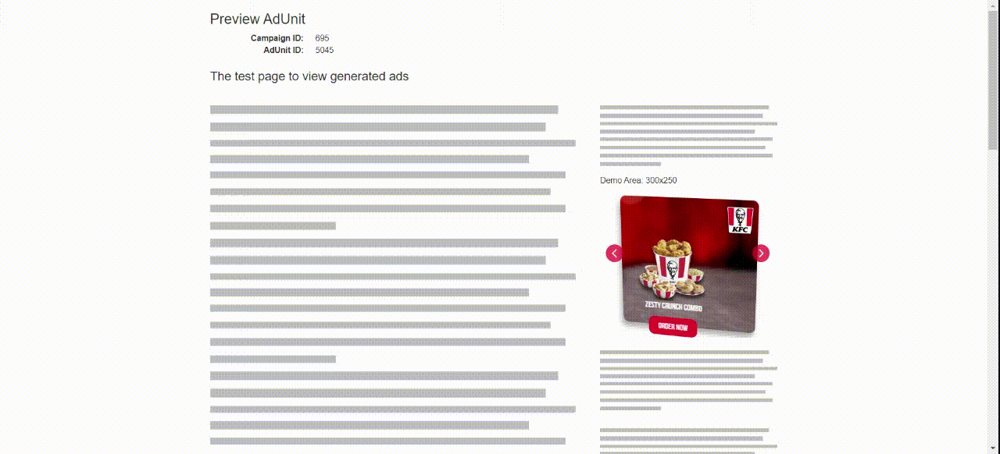 Preview AdUnit
Campaign ID: 695
AdUnit ID: 5045
The test page to view generated ads
Demo Area: 300x250
KFC
ZESTY CRUNCH COMBO
ORDER NOW